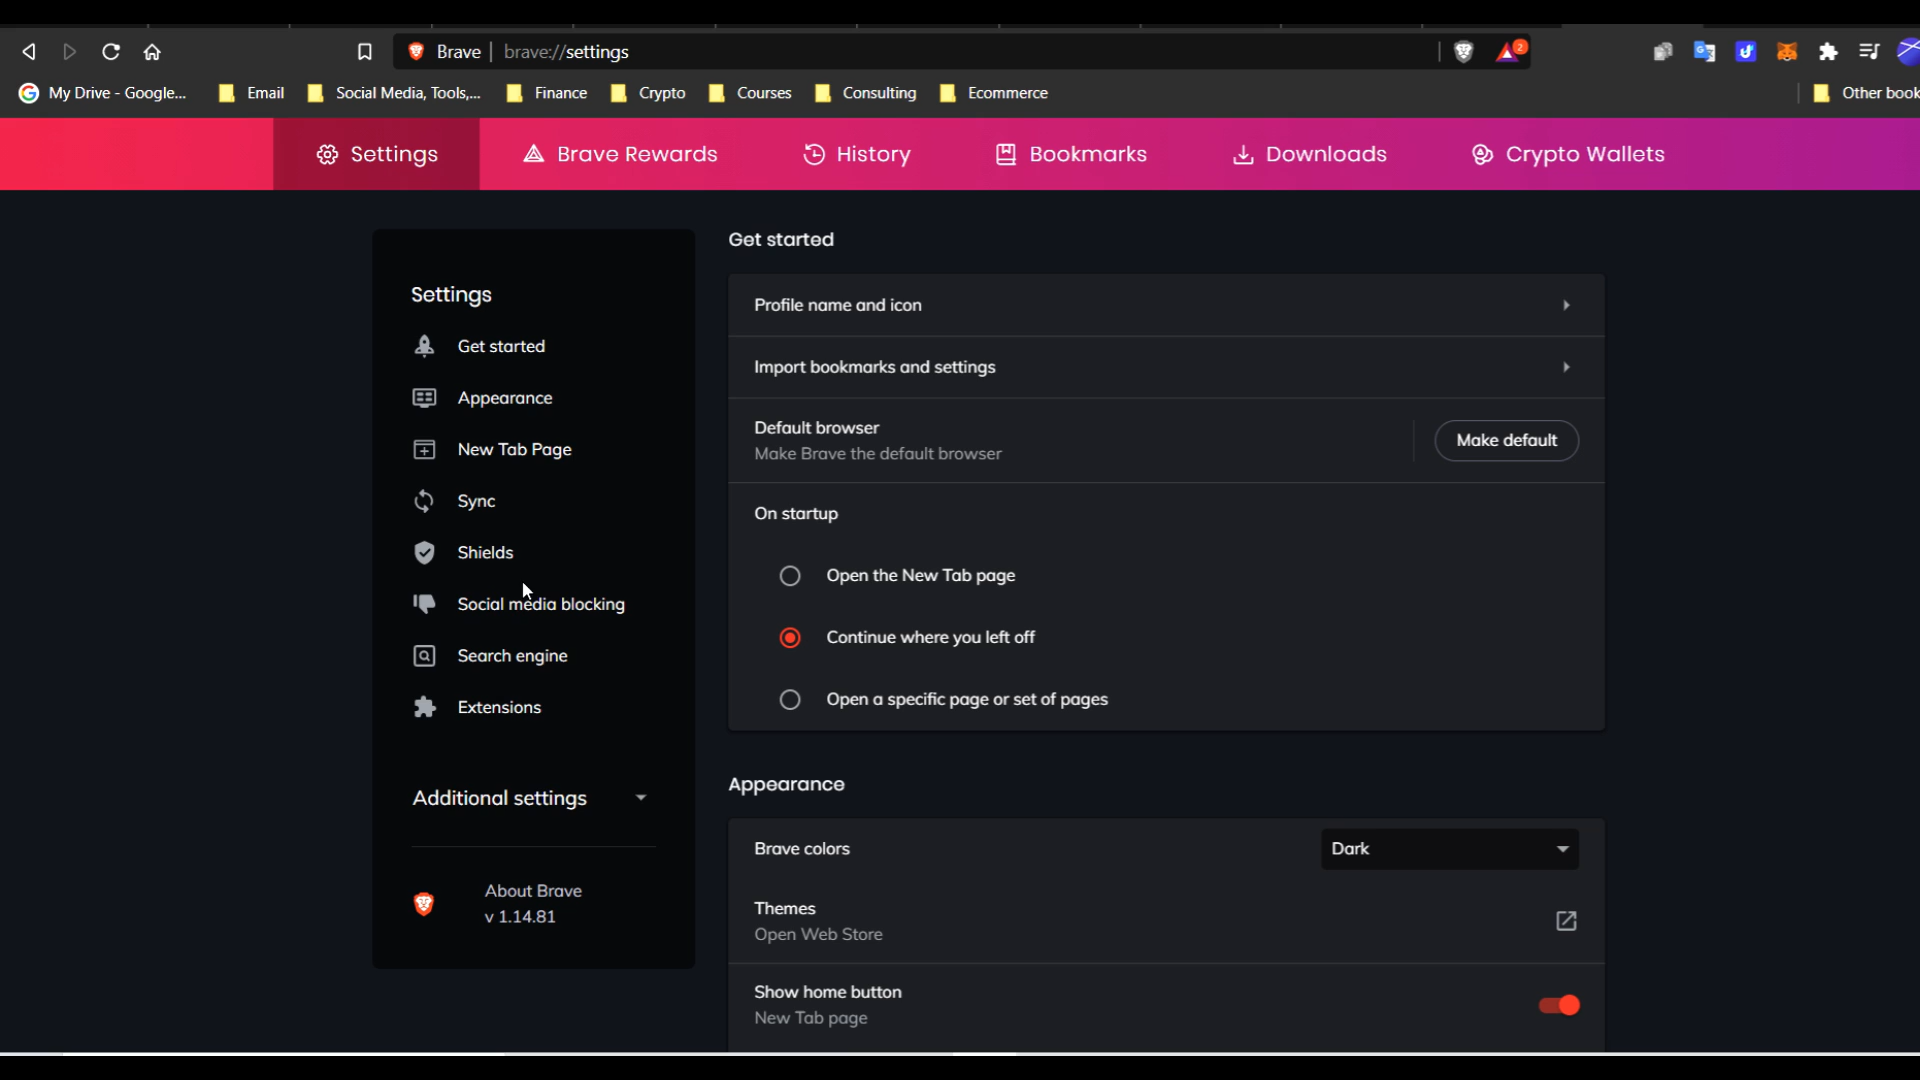 Brave | brave://settings
2
My Drive - Google...
Email
Social Media, Tools,...
Finance
Crypto
Courses
Consulting
Ecommerce
Other book
Settings
Brave Rewards
History
Bookmarks
Downloads
Crypto Wallets
Settings
Get started
Appearance
New Tab Page
Sync
Shields
Social media blocking
Search engine
Extensions
Additional settings
About Brave
v 1.14.81
Get started
Profile name and icon
Import bookmarks and settings
Default browser
Make Brave the default browser
Make default
On startup
Open the New Tab page
Continue where you left off
Open a specific page or set of pages
Appearance
Brave colors
Dark
Themes
Open Web Store
Show home button
New Tab page